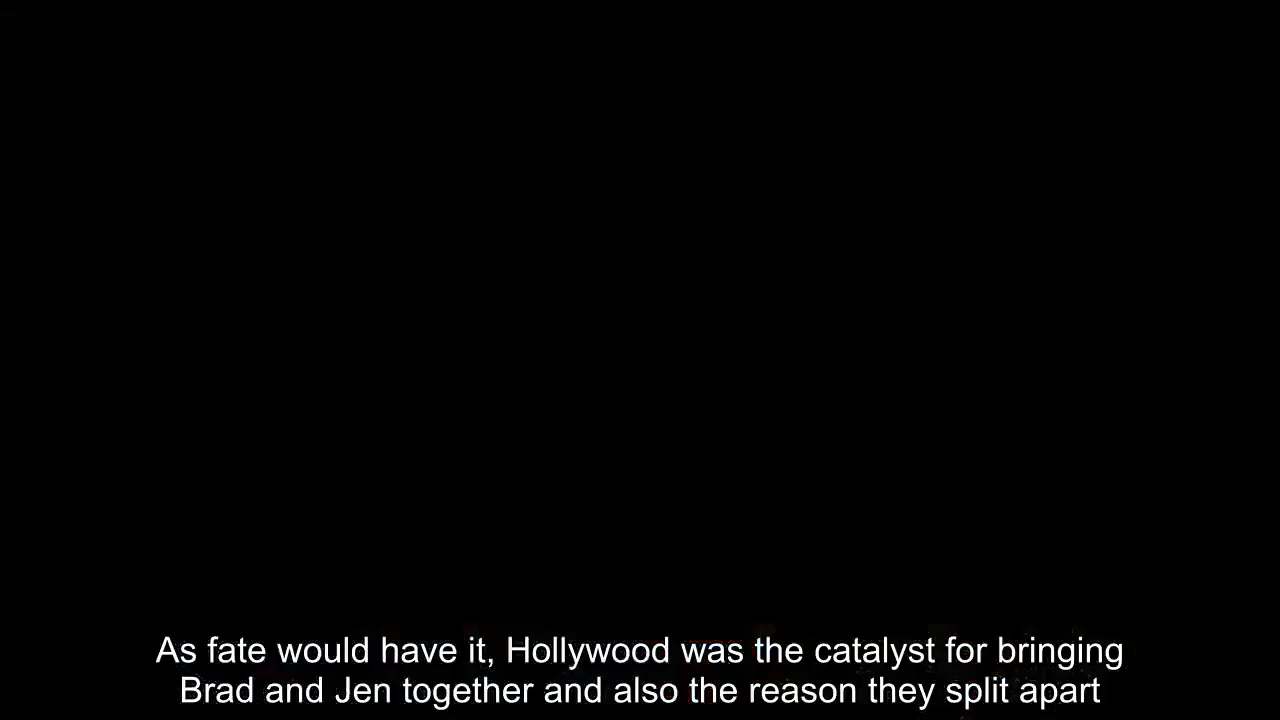 As fate would have it, Hollywood was the catalyst for bringing
Brad and Jen together and also the reason they split apart